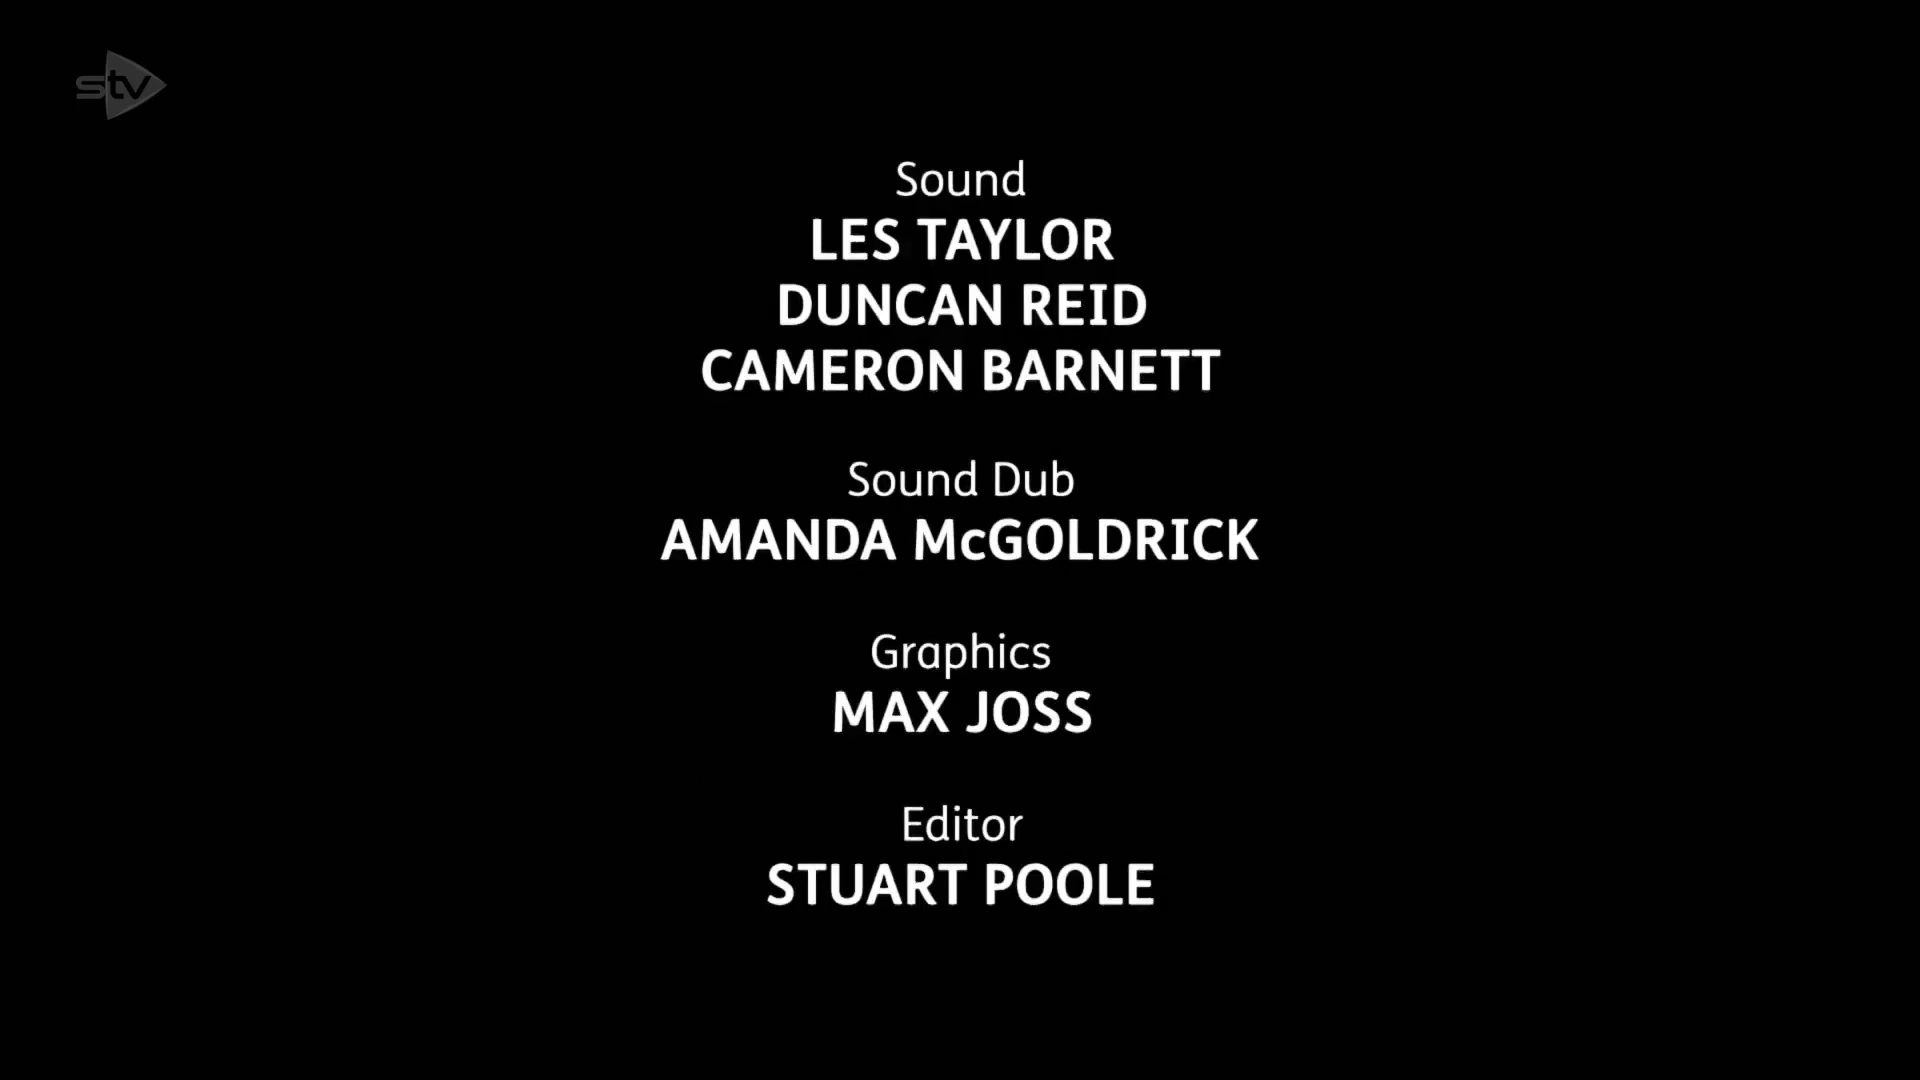 stv
Sound
LES TAYLOR
DUNCAN REID
CAMERON BARNETT
Sound Dub
AMANDA McGOLDRICK
Graphics
MAX JOSS
Editor
STUART POOLE